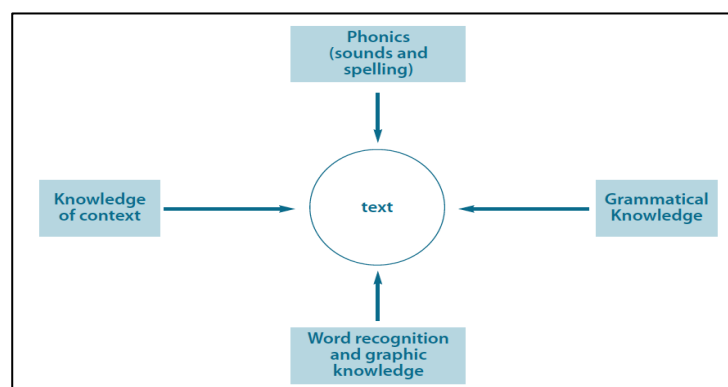 Phonics
(sounds and
spelling)
Knowledge
of context
text
Grammatical
Knowledge
Word recognition
and graphic
knowledge